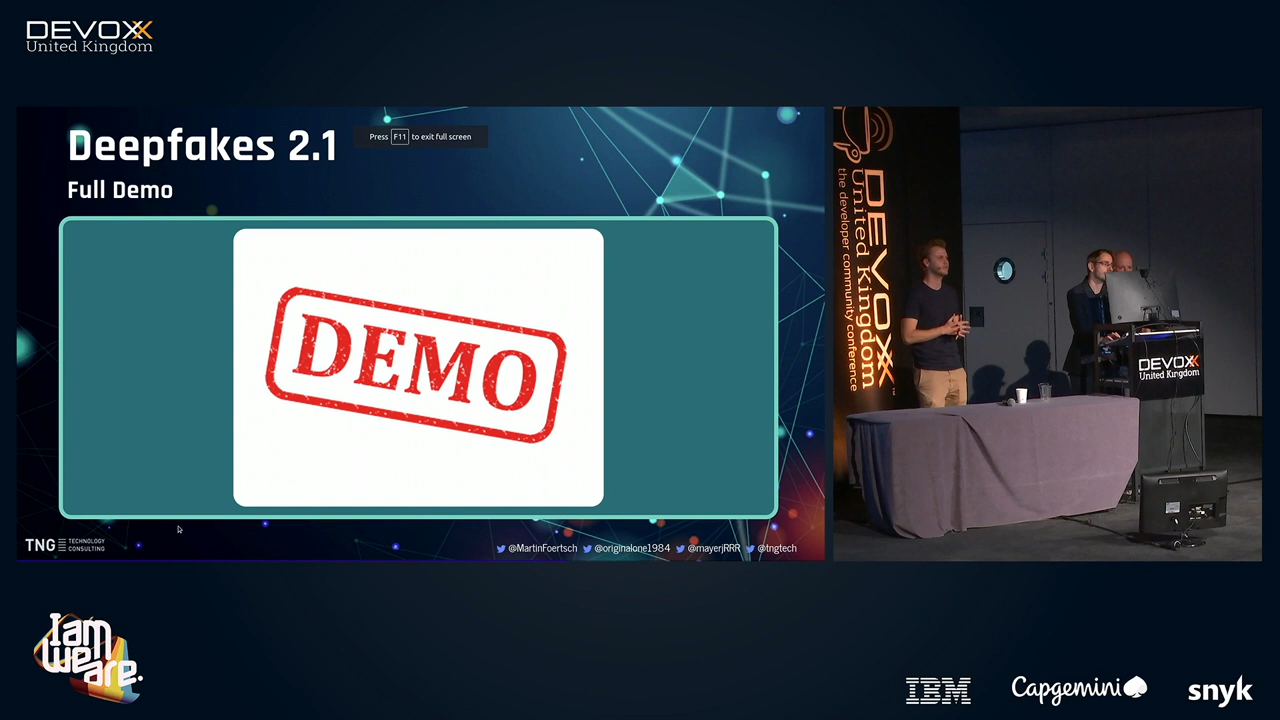 DEVOXX
United Kingdom
Deepfakes 2.1
Press F11 to exit full screen
Full Demo
DEMO
TNG TECHNOLOGY
CONSULTING
@MartinFoertsch @originalone1984 @mayerjRRR @tngtech
DEVOXX
United Kingdom
the developer community conference
DEVOXX
United Kingdom
I am
we are.
IBM
Capgemini
snyk